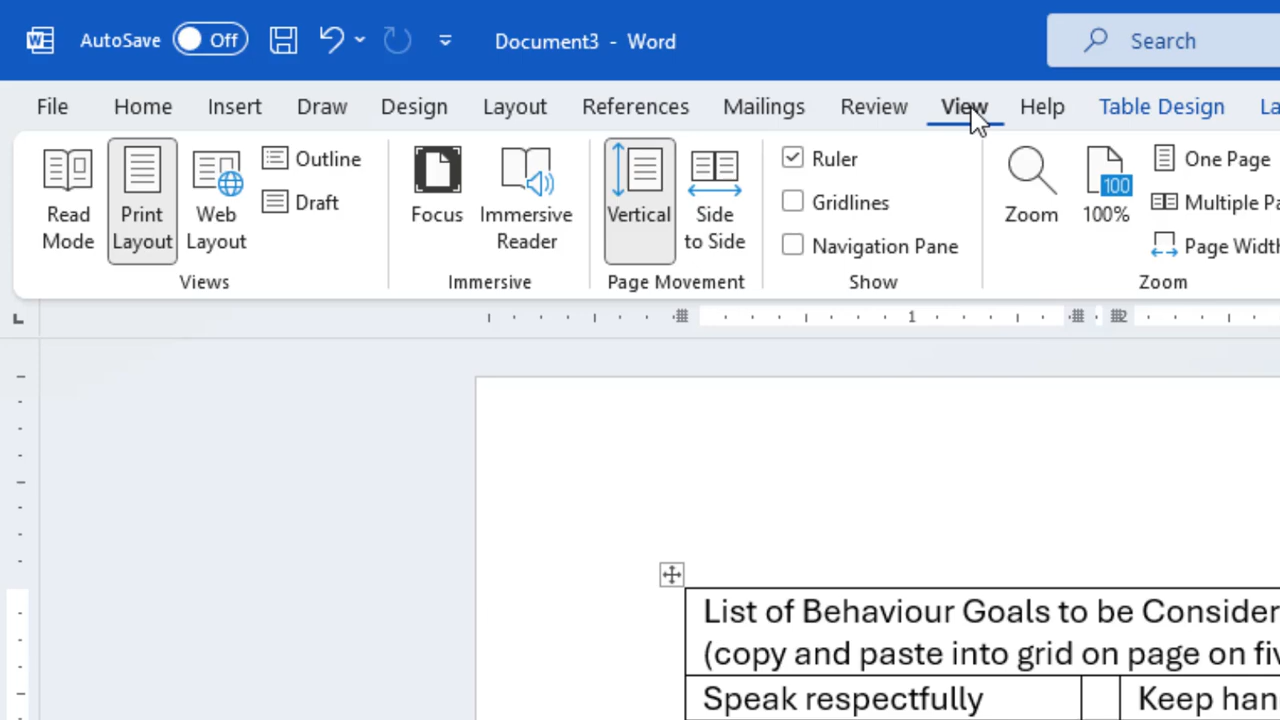 AutoSave Off Document3 - Word Search
File Home Insert Draw Design Layout References Mailings Review View Help Table Design La
Read Mode
Print Layout
Web Layout
Outline
Draft
Views
Focus
Immersive Reader
Immersive
Vertical
Side to Side
Page Movement
Ruler
Gridlines
Navigation Pane
Show
Zoom
100
100%
One Page
Multiple Pa
Page Width
Zoom
1 2
List of Behaviour Goals to be Consider
(copy and paste into grid on page on fiv
Speak respectfully Keep han